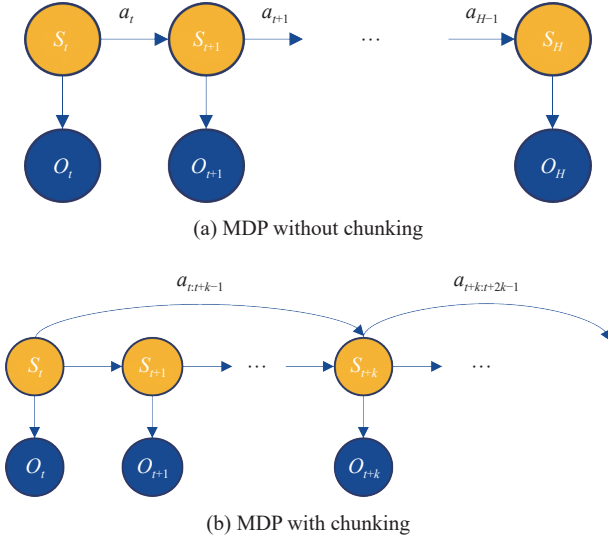 a_t a_{t+1} a_{H−1}
S_t S_{t+1} ... S_H
O_t O_{t+1} O_H
(a) MDP without chunking
a_{t:t+k−1} a_{t+k:t+2k−1}
S_t S_{t+1} ... S_{t+k} ...
O_t O_{t+1} O_{t+k}
(b) MDP with chunking